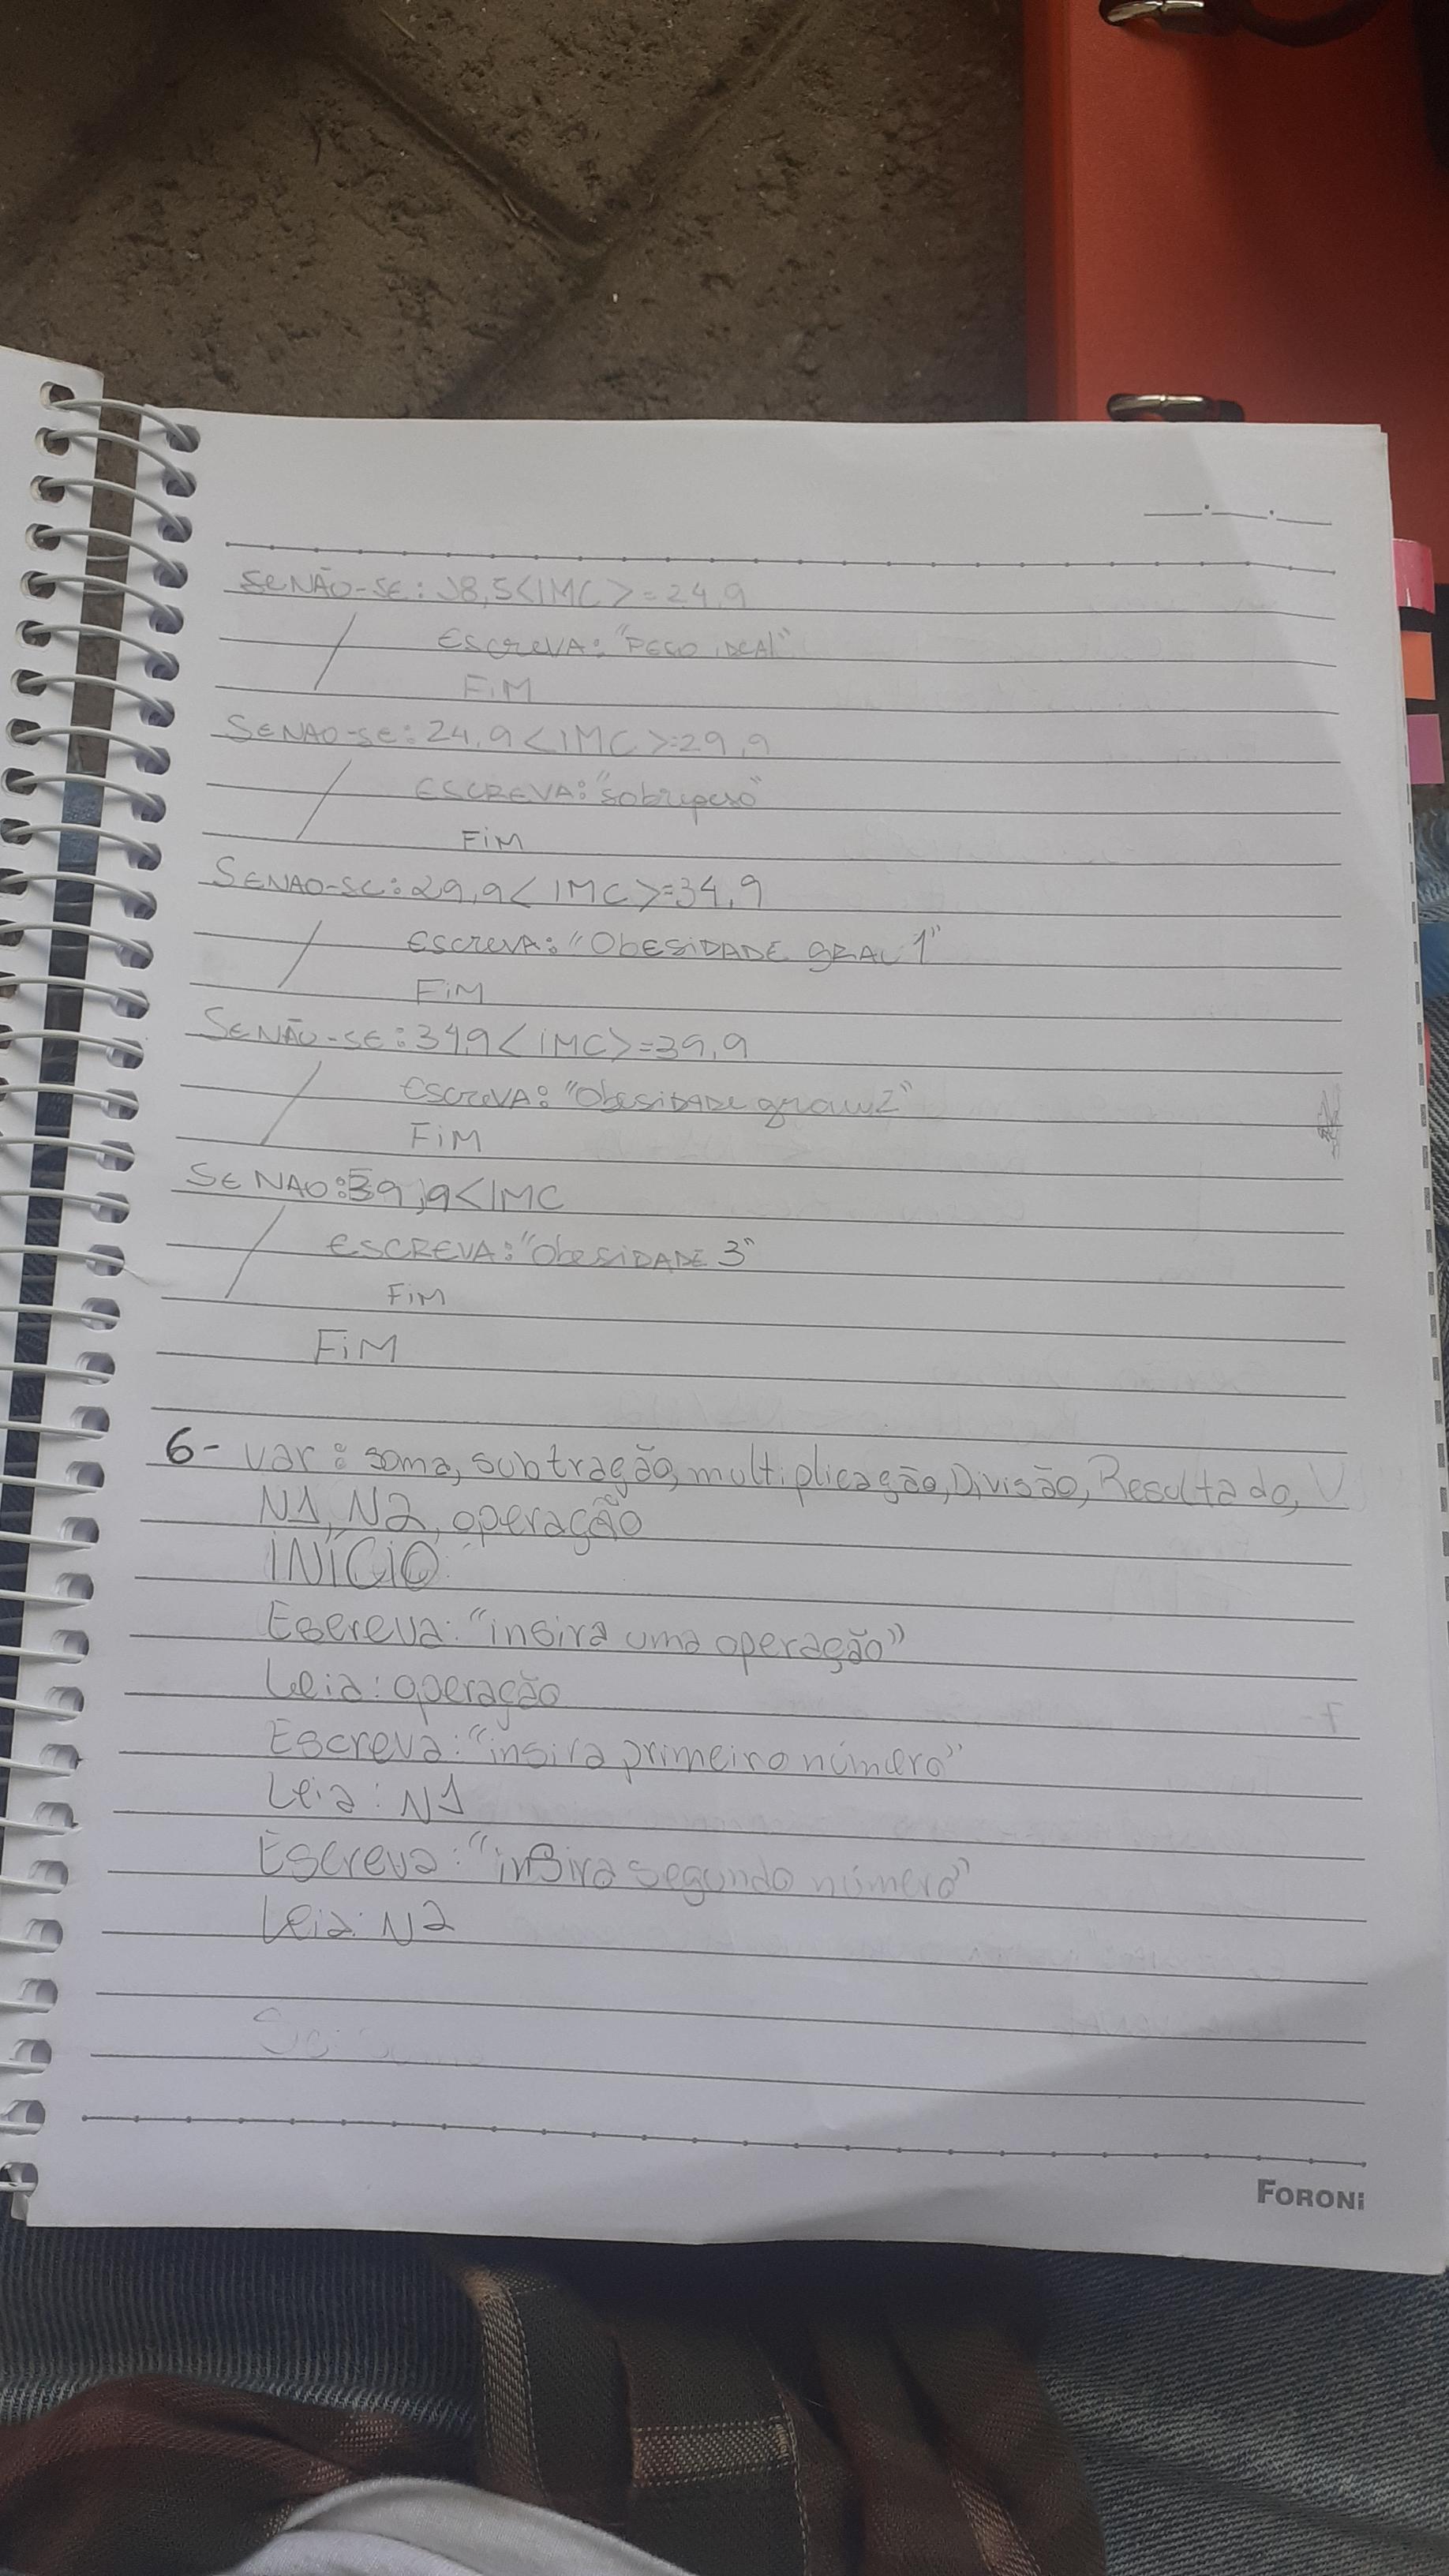 SENÃO-SE: 18,5<IMC>=24,9
ESCREVA: "PESO IDEAL"
FIM
SENAO-SE: 24,9<IMC>=29,9
ESCREVA: "sobrepeso"
FIM
SENAO-SE: 29,9< IMC>=34,9
ESCREVA: "ObESIDADE gRAU 1"
FIM
SENÃO-SE: 34,9< IMC>=39,9
ESCREVA: "Obesidade grau 2"
FIM
SENAO: 39,9<IMC
ESCREVA: "ObESIDADE 3"
FIM
FIM
6- Var: soma, subtração, multiplicação, Divisão, Resultado, V
N1, N2, operação
INÍCIO
Escreva: "insira uma operação"
Leia: operação
Escreva: "insira primeiro número"
Leia: N1
Escreva: "insira segundo número"
Leia: N2
FORONI